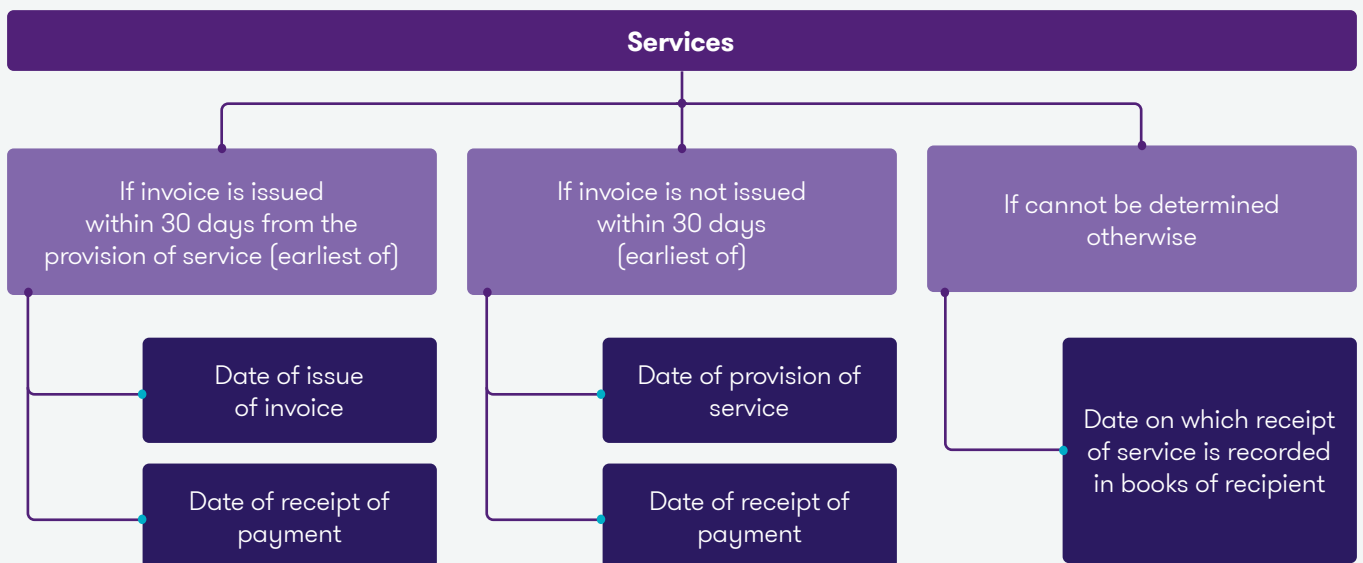 Services
If invoice is issued
within 30 days from the
provision of service (earliest of)
If invoice is not issued
within 30 days
(earliest of)
If cannot be determined
otherwise
Date of issue
of invoice
Date of receipt of
payment
Date of provision of
service
Date of receipt of
payment
Date on which receipt
of service is recorded
in books of recipient